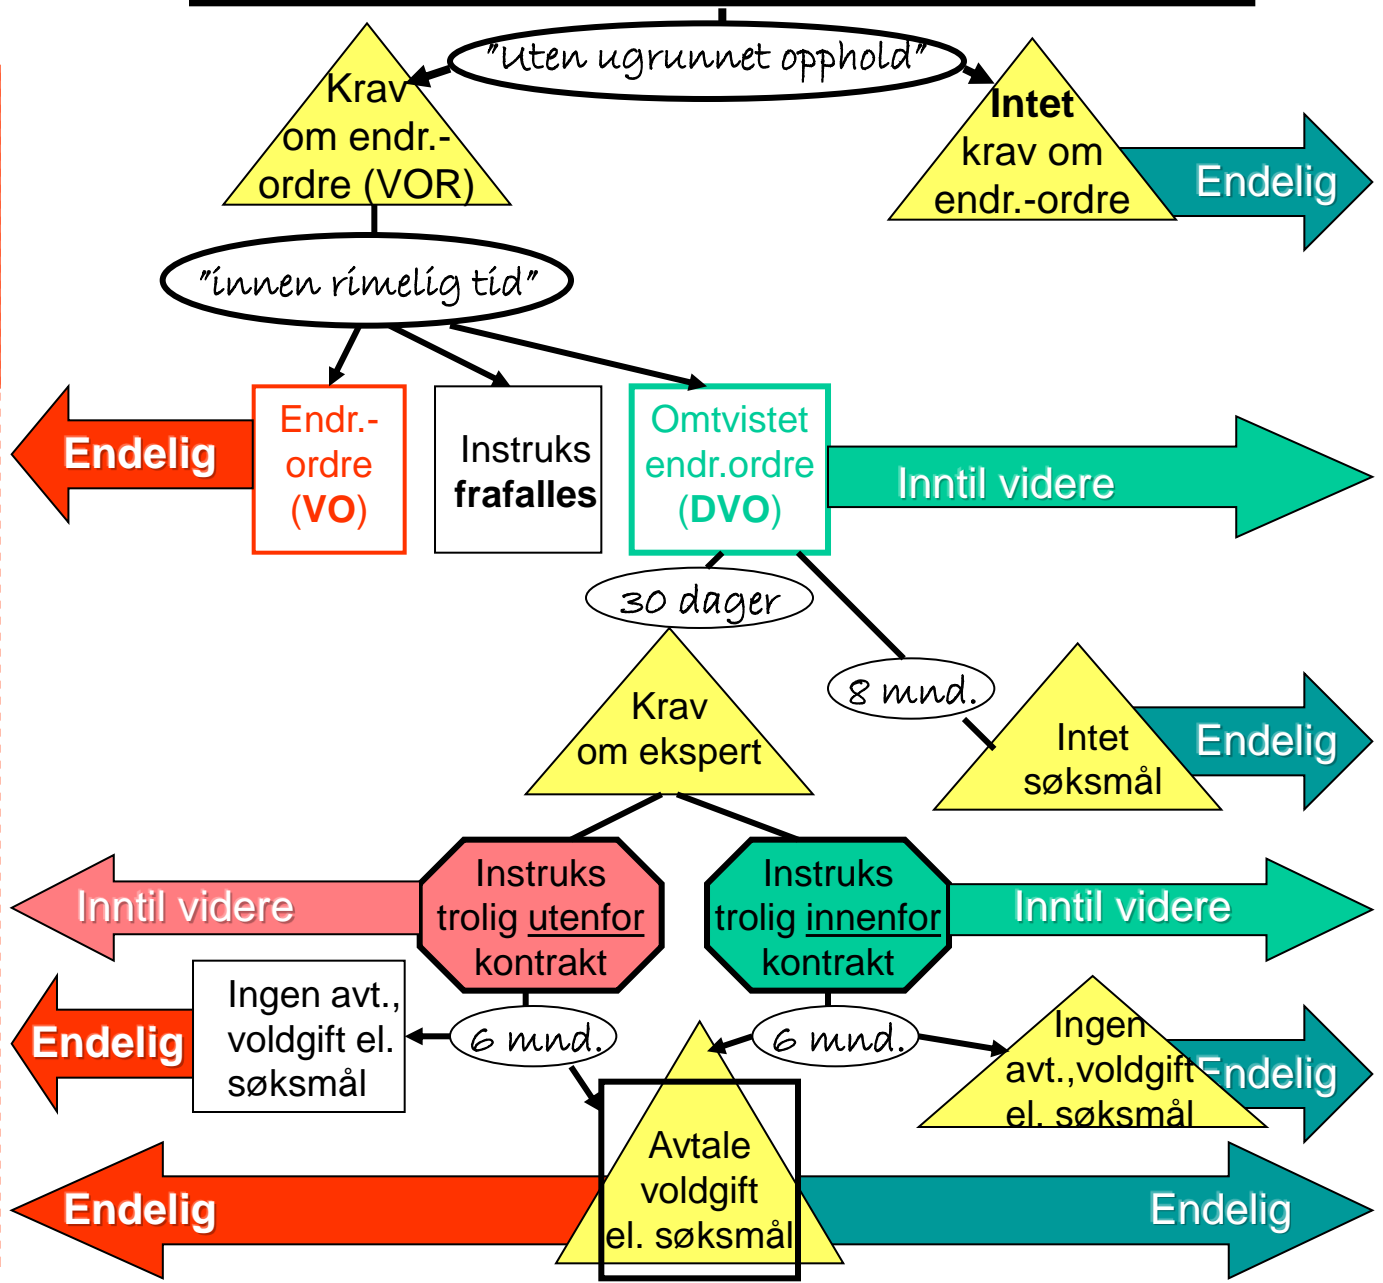 "Uten ugrunnet opphold"
Krav
om endr.-
ordre (VOR)
Intet
krav om
endr.-ordre
Endelig
"innen rimelig tid"
Endelig
Endr.-
ordre
(VO)
Instruks
frafalles
Omtvistet
endr.ordre
(DVO)
Inntil videre
30 dager
8 mnd.
Krav
om ekspert
Intet
søksmål
Endelig
Inntil videre
Instruks
trolig utenfor
kontrakt
Instruks
trolig innenfor
kontrakt
Inntil videre
Endelig
Ingen avt.,
voldgift el.
søksmål
6 mnd.
6 mnd.
Ingen
avt.,voldgift
el. søksmål
Endelig
Endelig
Avtale
voldgift
el. søksmål
Endelig